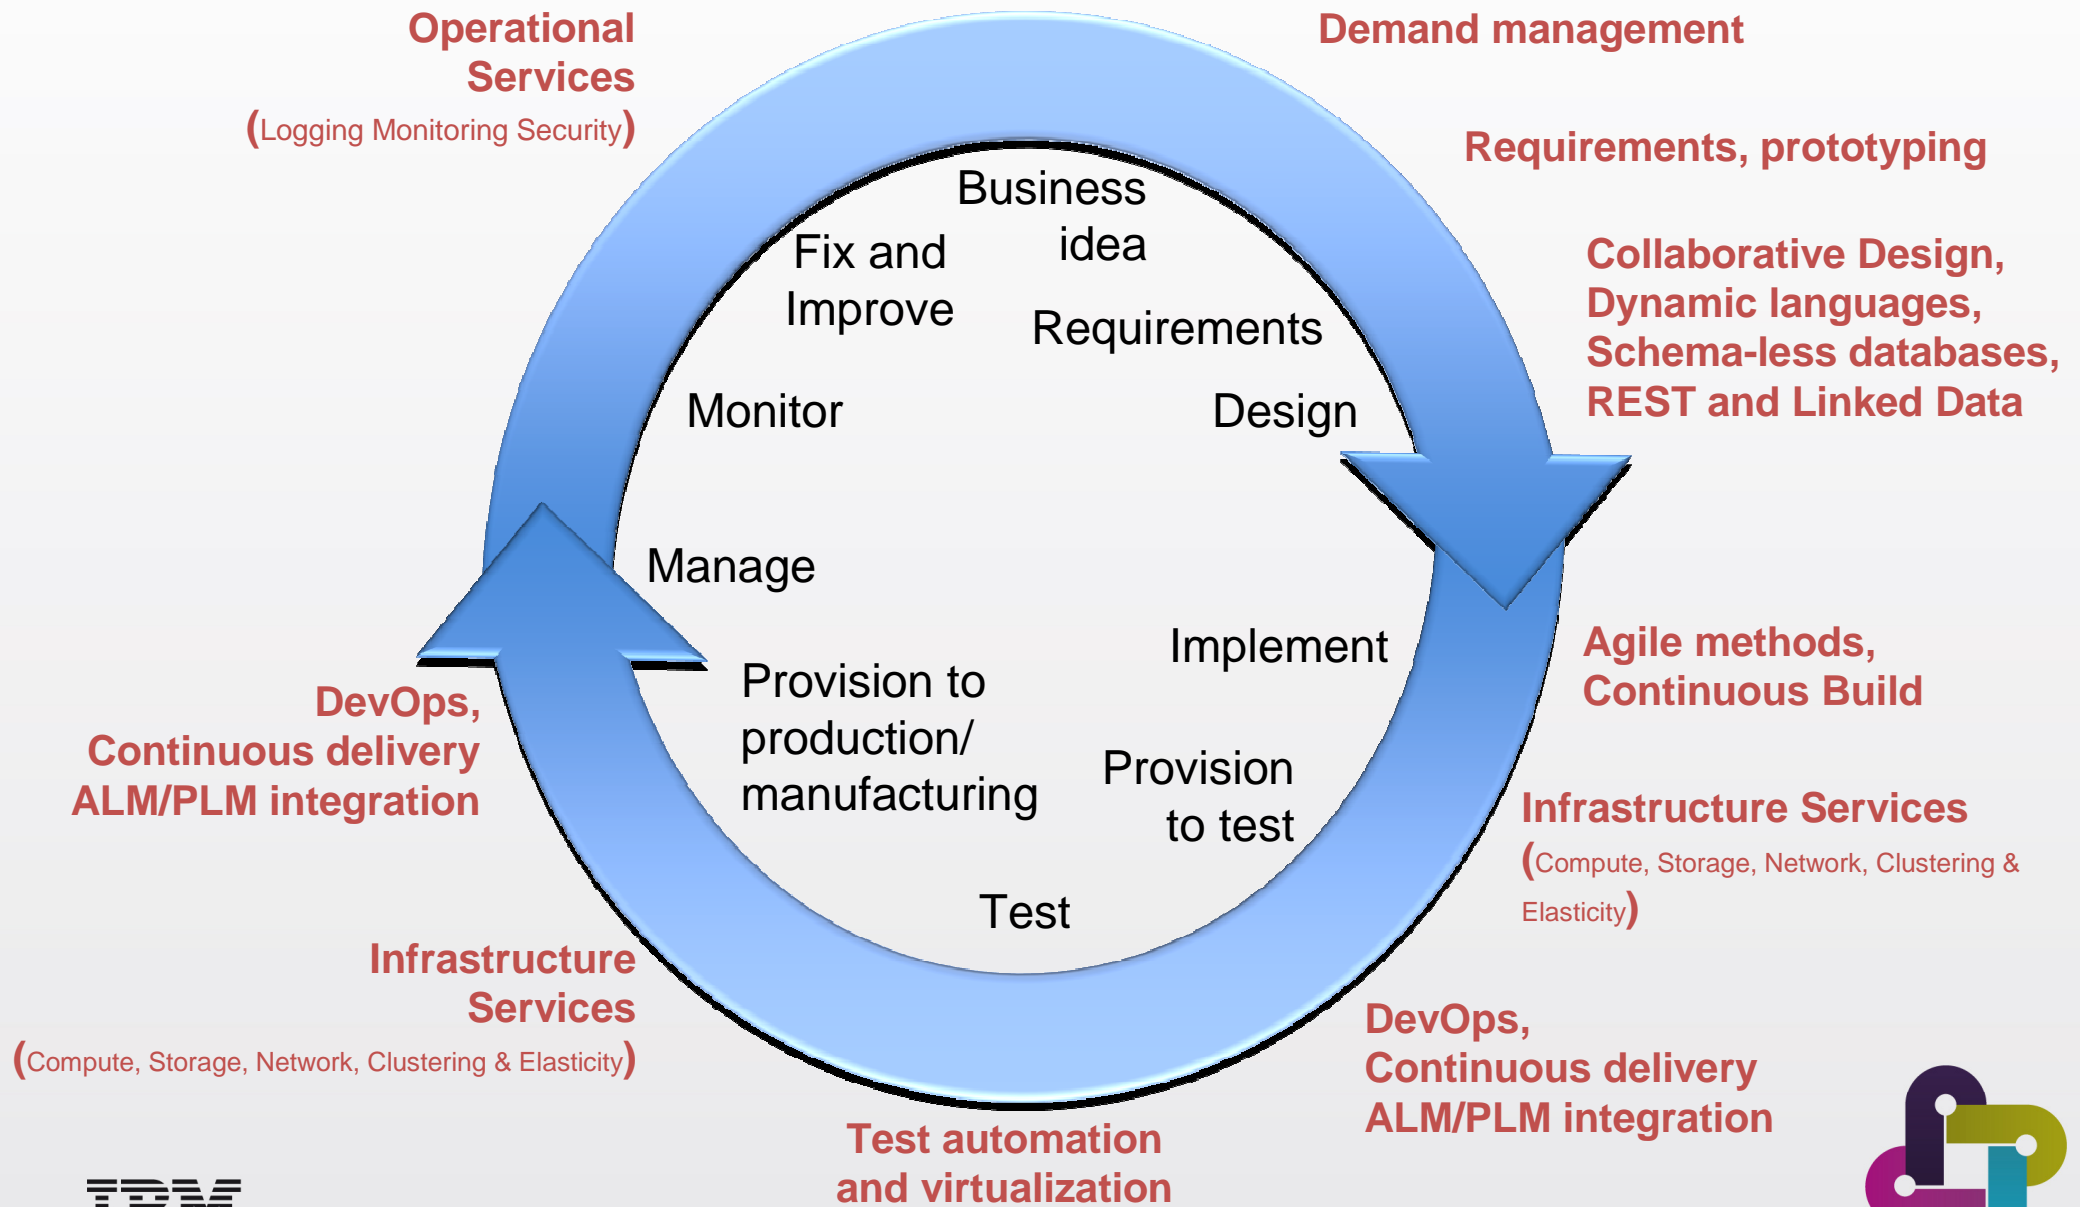 Operational
Services
(Logging Monitoring Security)
Demand management
Requirements, prototyping
Collaborative Design,
Dynamic languages,
Schema-less databases,
REST and Linked Data
Business
idea
Fix and
Improve
Requirements
Monitor
Design
Manage
Implement
Provision to
production/
manufacturing
Provision
to test
Test
Agile methods,
Continuous Build
DevOps,
Continuous delivery
ALM/PLM integration
Infrastructure Services
(Compute, Storage, Network, Clustering &
Elasticity)
Infrastructure
Services
(Compute, Storage, Network, Clustering & Elasticity)
DevOps,
Continuous delivery
ALM/PLM integration
Test automation
and virtualization
IBM